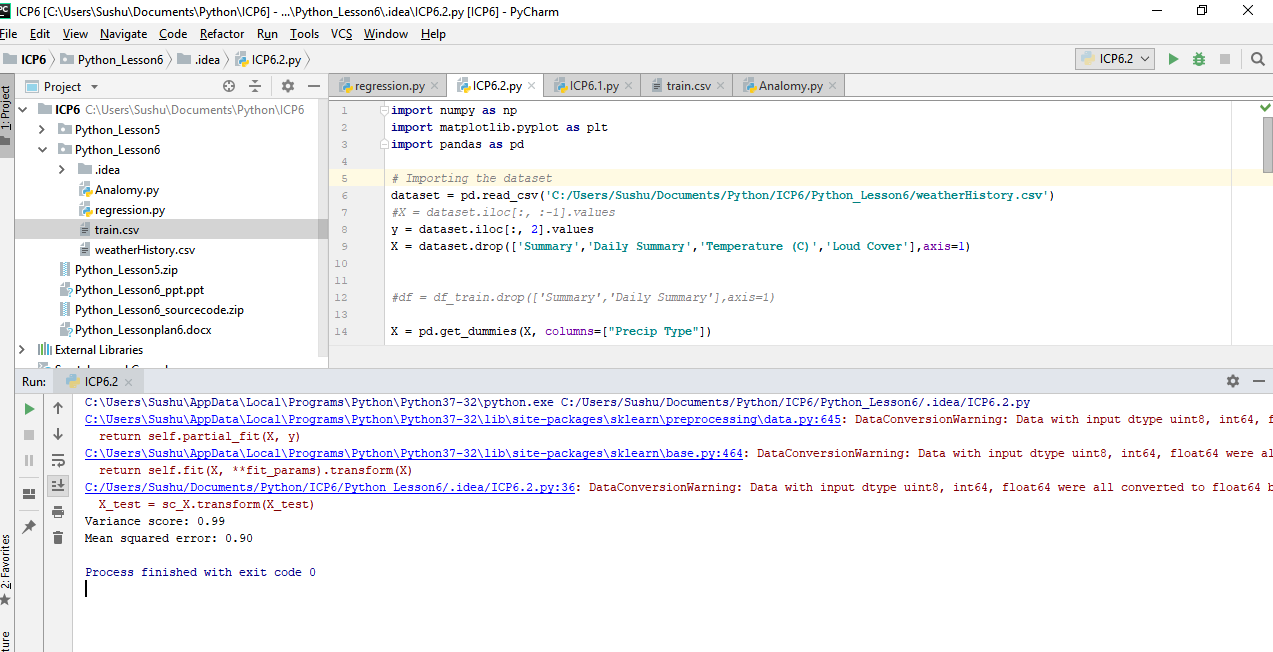 ICP6 [C:\Users\Sushu\Documents\Python\ICP6] - ...\Python_Lesson6\.idea\ICP6.2.py [ICP6] - PyCharm
File Edit View Navigate Code Refactor Run Tools VCS Window Help
ICP6 Python_Lesson6 .idea ICP6.2.py ICP6.2
1: Project
Project
regression.py ICP6.2.py ICP6.1.py train.csv Analomy.py
ICP6 C:\Users\Sushu\Documents\Python\ICP6
Python_Lesson5
Python_Lesson6
.idea
Analomy.py
regression.py
train.csv
weatherHistory.csv
Python_Lesson5.zip
Python_Lesson6_ppt.ppt
Python_Lesson6_sourcecode.zip
Python_Lessonplan6.docx
External Libraries
1 import numpy as np
2 import matplotlib.pyplot as plt
3 import pandas as pd
4
5 # Importing the dataset
6 dataset = pd.read_csv('C:/Users/Sushu/Documents/Python/ICP6/Python_Lesson6/weatherHistory.csv')
7 #X = dataset.iloc[:, :-1].values
8 y = dataset.iloc[:, 2].values
9 X = dataset.drop(['Summary','Daily Summary','Temperature (C)','Loud Cover'],axis=1)
10
11
12 #df = df_train.drop(['Summary','Daily Summary'],axis=1)
13
14 X = pd.get_dummies(X, columns=["Precip Type"])
Run: ICP6.2
C:\Users\Sushu\AppData\Local\Programs\Python\Python37-32\python.exe C:/Users/Sushu/Documents/Python/ICP6/Python_Lesson6/.idea/ICP6.2.py
C:\Users\Sushu\AppData\Local\Programs\Python\Python37-32\lib\site-packages\sklearn\preprocessing\data.py:645: DataConversionWarning: Data with input dtype uint8, int64, f
return self.partial_fit(X, y)
C:\Users\Sushu\AppData\Local\Programs\Python\Python37-32\lib\site-packages\sklearn\base.py:464: DataConversionWarning: Data with input dtype uint8, int64, float64 were al
return self.fit(X, **fit_params).transform(X)
C:/Users/Sushu/Documents/Python/ICP6/Python_Lesson6/.idea/ICP6.2.py:36: DataConversionWarning: Data with input dtype uint8, int64, float64 were all converted to float64 b
X_test = sc_X.transform(X_test)
Variance score: 0.99
Mean squared error: 0.90
Process finished with exit code 0
2: Favorites